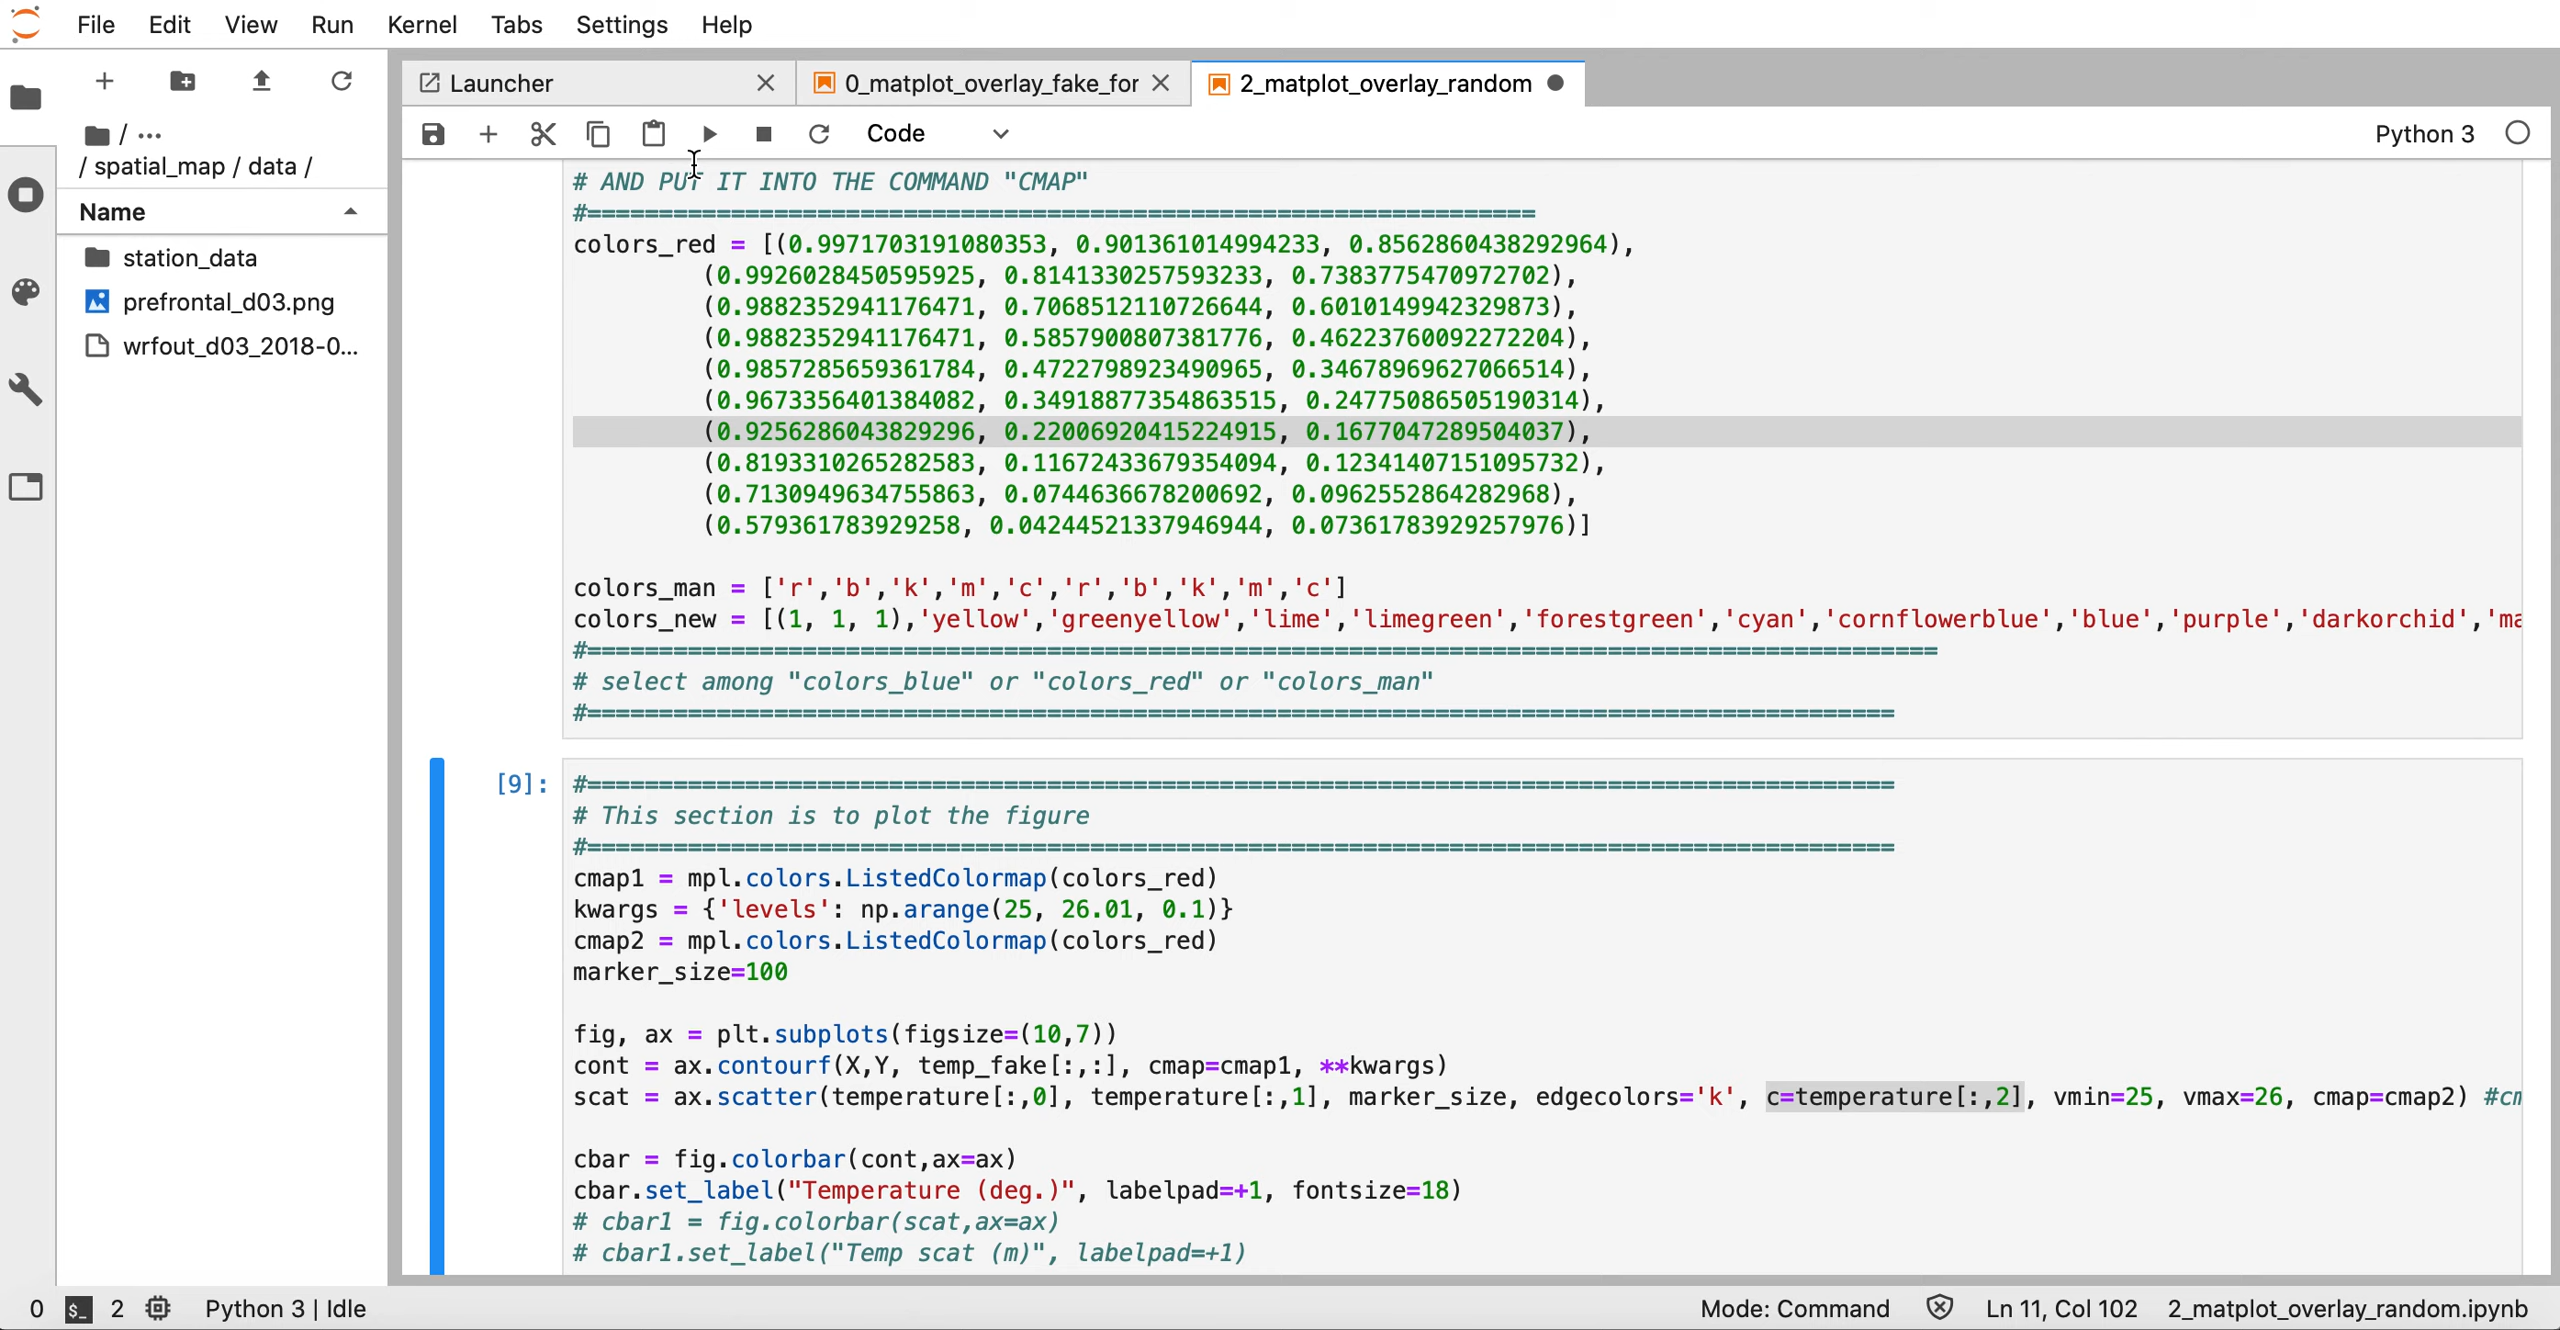 File Edit View Run Kernel Tabs Settings Help
Launcher
0_matplot_overlay_fake_for
2_matplot_overlay_random
/ ...
/ spatial_map / data /
Code
Python 3
Name
station_data
prefrontal_d03.png
wrfout_d03_2018-0...
# AND PUT IT INTO THE COMMAND "CMAP"
#==================================================================
colors_red = [(0.9971703191080353, 0.901361014994233, 0.8562860438292964),
(0.9926028450595925, 0.8141330257593233, 0.7383775470972702),
(0.9882352941176471, 0.7068512110726644, 0.6010149942329873),
(0.9882352941176471, 0.5857900807381776, 0.46223760092272204),
(0.9857285659361784, 0.4722798923490965, 0.34678969627066514),
(0.9673356401384082, 0.34918877354863515, 0.24775086505190314),
(0.9256286043829296, 0.22006920415224915, 0.1677047289504037),
(0.8193310265282583, 0.11672433679354094, 0.12341407151095732),
(0.7130949634755863, 0.0744636678200692, 0.0962552864282968),
(0.579361783929258, 0.04244521337946944, 0.07361783929257976)]
colors_man = ['r','b','k','m','c','r','b','k','m','c']
colors_new = [(1, 1, 1),'yellow','greenyellow','lime','limegreen','forestgreen','cyan','cornflowerblue','blue','purple','darkorchid','ma
#==============================================================================================
# select among "colors_blue" or "colors_red" or "colors_man"
#===========================================================================================
[9]:
#===========================================================================================
# This section is to plot the figure
#===========================================================================================
cmap1 = mpl.colors.ListedColormap(colors_red)
kwargs = {'levels': np.arange(25, 26.01, 0.1)}
cmap2 = mpl.colors.ListedColormap(colors_red)
marker_size=100
fig, ax = plt.subplots(figsize=(10,7))
cont = ax.contourf(X,Y, temp_fake[:,:], cmap=cmap1, **kwargs)
scat = ax.scatter(temperature[:,0], temperature[:,1], marker_size, edgecolors='k', c=temperature[:,2], vmin=25, vmax=26, cmap=cmap2) #cm
cbar = fig.colorbar(cont,ax=ax)
cbar.set_label("Temperature (deg.)", labelpad=+1, fontsize=18)
# cbar1 = fig.colorbar(scat,ax=ax)
# cbar1.set_label("Temp scat (m)", labelpad=+1)
0 $_ 2 Python 3 | Idle
Mode: Command Ln 11, Col 102 2_matplot_overlay_random.ipynb